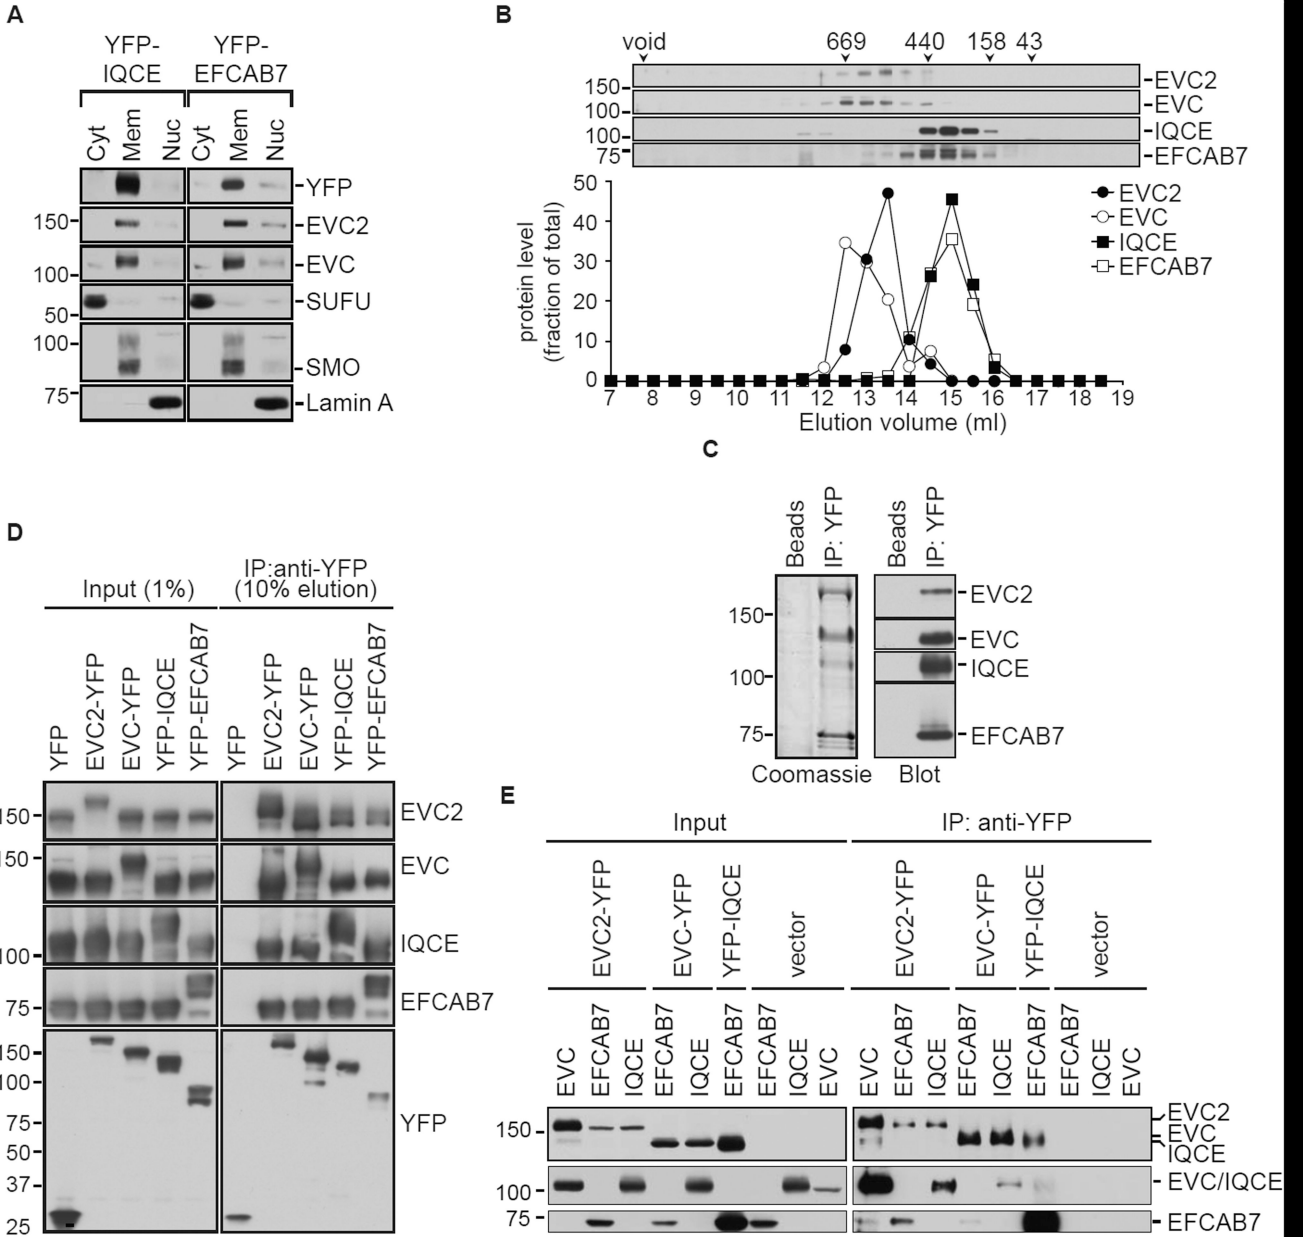 A
YFP-
IQCE
YFP-
EFCAB7
Cyt
Mem
Nuc
Cyt
Mem
Nuc
YFP
150
EVC2
EVC
100
SUFU
50
100
SMO
75
Lamin A
B
void
669
440
158
43
EVC2
150
100
EVC
100
IQCE
75
EFCAB7
protein level
(fraction of total)
50
40
30
20
10
0
EVC2
EVC
IQCE
EFCAB7
7 8 9 10 11 12 13 14 15 16 17 18 19
Elution volume (ml)
C
Beads
IP: YFP
Beads
IP: YFP
150
100
75
EVC2
EVC
IQCE
EFCAB7
Coomassie
Blot
D
Input (1%)
IP:anti-YFP
(10% elution)
YFP
EVC2-YFP
EVC-YFP
YFP-IQCE
YFP-EFCAB7
YFP
EVC2-YFP
EVC-YFP
YFP-IQCE
YFP-EFCAB7
150
EVC2
150
EVC
100
IQCE
75
EFCAB7
150
100
75
50
37
25
YFP
E
Input
IP: anti-YFP
EVC2-YFP
EVC-YFP
YFP-IQCE
vector
EVC2-YFP
EVC-YFP
YFP-IQCE
vector
EVC
EFCAB7
IQCE
EFCAB7
IQCE
EFCAB7
EFCAB7
IQCE
EVC
EVC
EFCAB7
IQCE
EFCAB7
IQCE
EFCAB7
EFCAB7
IQCE
EVC
150
EVC2
EVC
IQCE
100
EVC/IQCE
75
EFCAB7